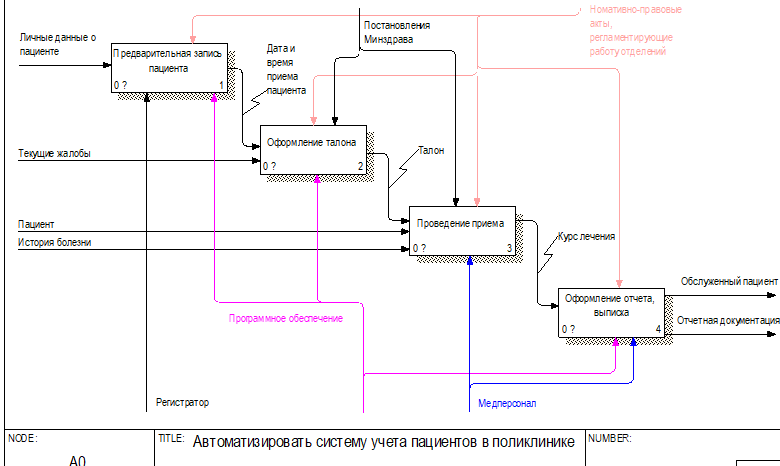 Номативно-правовые
акты,
регламентирующие
работу отделений
Постановления
Минздрава
Личные данные о
пациенте
Предварительная запись
пациента
0 ?
1
Дата и
время
приема
пациента
Оформление талона
0 ?
2
Текущие жалобы
Талон
Проведение приема
0 ?
3
Пациент
История болезни
Курс лечения
Оформление отчета,
выписка
0 ?
4
Обслуженный пациент
Отчетная документация
Программное обеспечение
Регистратор
Медперсонал
NODE:
TITLE:
Автоматизировать систему учета пациентов в поликлинике
NUMBER:
A0